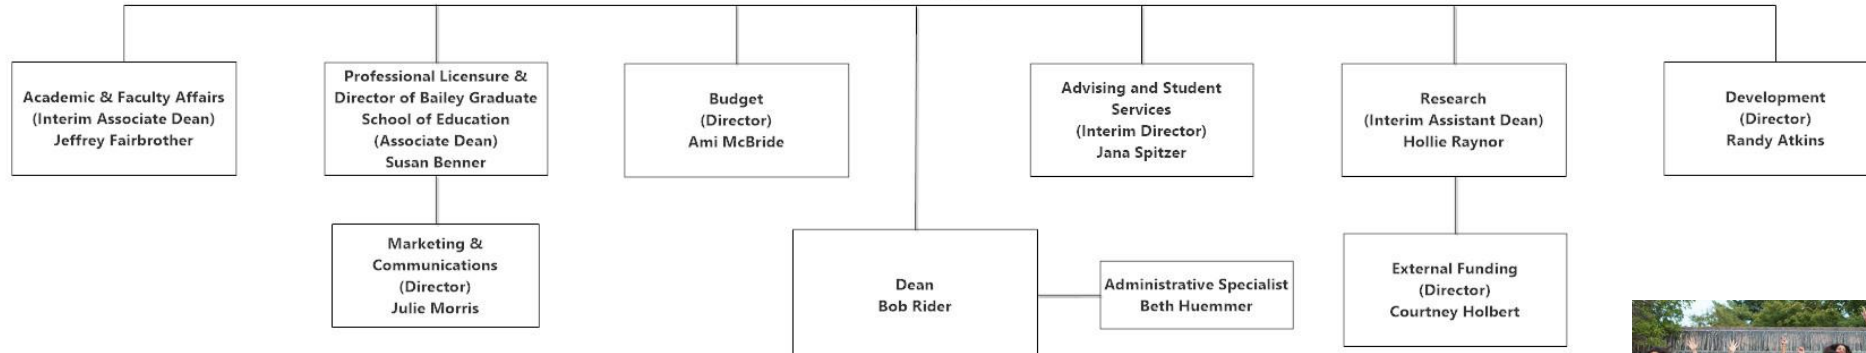 Academic & Faculty Affairs
(Interim Associate Dean)
Jeffrey Fairbrother
Professional Licensure &
Director of Bailey Graduate
School of Education
(Associate Dean)
Susan Benner
Budget
(Director)
Ami McBride
Advising and Student
Services
(Interim Director)
Jana Spitzer
Research
(Interim Assistant Dean)
Hollie Raynor
Development
(Director)
Randy Atkins
Marketing &
Communications
(Director)
Julie Morris
Dean
Bob Rider
Administrative Specialist
Beth Huemmer
External Funding
(Director)
Courtney Holbert